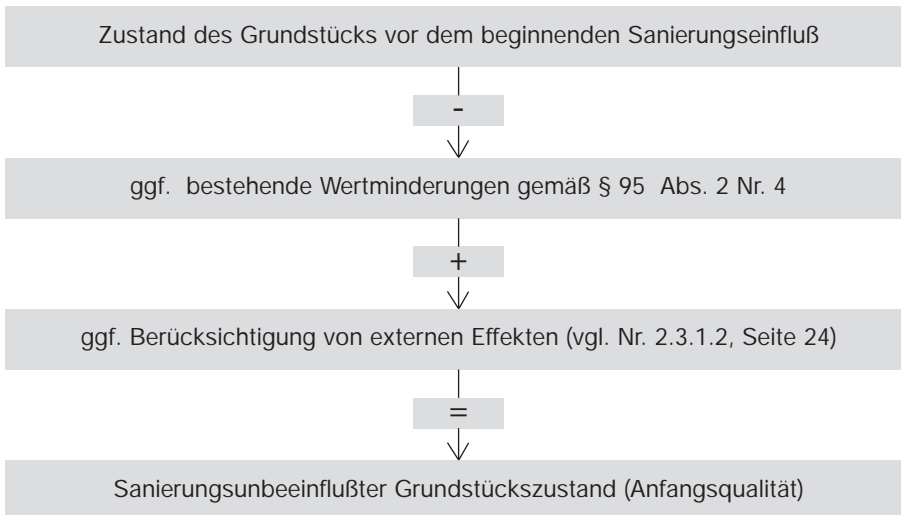 Zustand des Grundstücks vor dem beginnenden Sanierungseinfluß
-
ggf. bestehende Wertminderungen gemäß § 95 Abs. 2 Nr. 4
+
ggf. Berücksichtigung von externen Effekten (vgl. Nr. 2.3.1.2, Seite 24)
=
Sanierungsunbeeinflußter Grundstückszustand (Anfangsqualität)